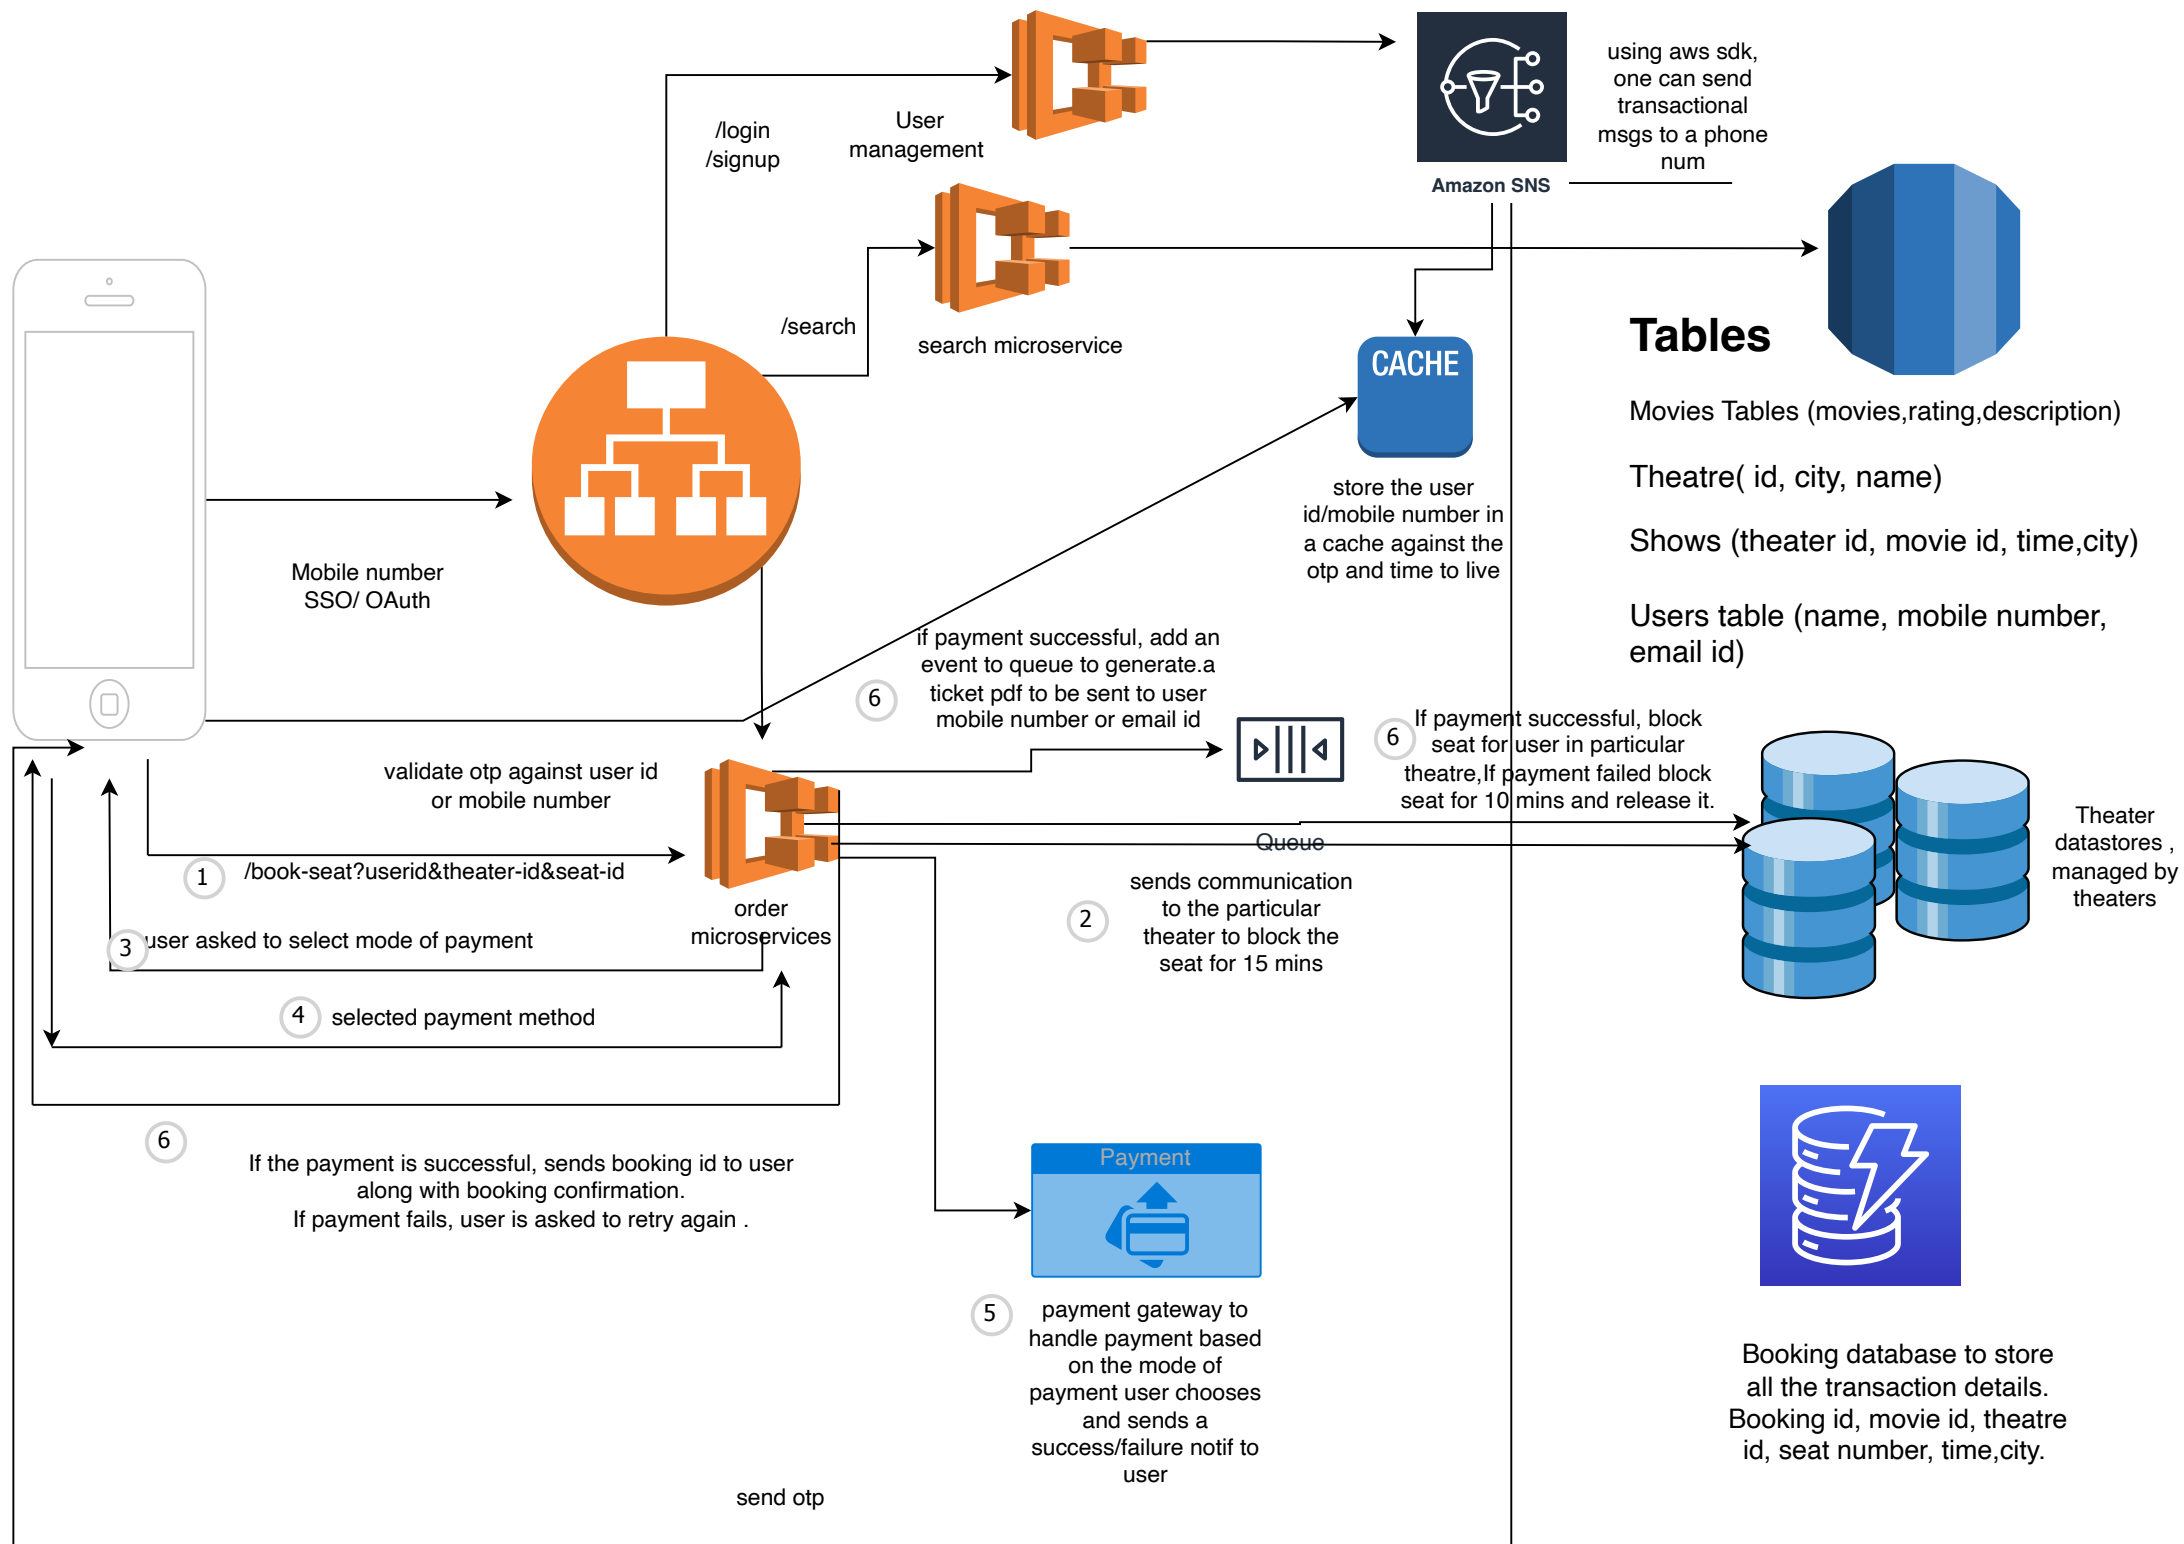 using aws sdk,
one can send
transactional
msgs to a phone
num
/login
/signup
User
management
Amazon SNS
/search
search microservice
CACHE
Tables
Movies Tables (movies,rating,description)
Theatre( id, city, name)
Shows (theater id, movie id, time,city)
Users table (name, mobile number,
email id)
store the user
id/mobile number in
a cache against the
otp and time to live
Mobile number
SSO/ OAuth
6
if payment successful, add an
event to queue to generate.a
ticket pdf to be sent to user
mobile number or email id
6
If payment successful, block
seat for user in particular
theatre,If payment failed block
seat for 10 mins and release it.
validate otp against user id
or mobile number
Queue
Theater
datastores ,
managed by
theaters
1
/book-seat?userid&theater-id&seat-id
order
microservices
2
sends communication
to the particular
theater to block the
seat for 15 mins
3
user asked to select mode of payment
4
selected payment method
6
If the payment is successful, sends booking id to user
along with booking confirmation.
If payment fails, user is asked to retry again .
Payment
5
payment gateway to
handle payment based
on the mode of
payment user chooses
and sends a
success/failure notif to
user
Booking database to store
all the transaction details.
Booking id, movie id, theatre
id, seat number, time,city.
send otp